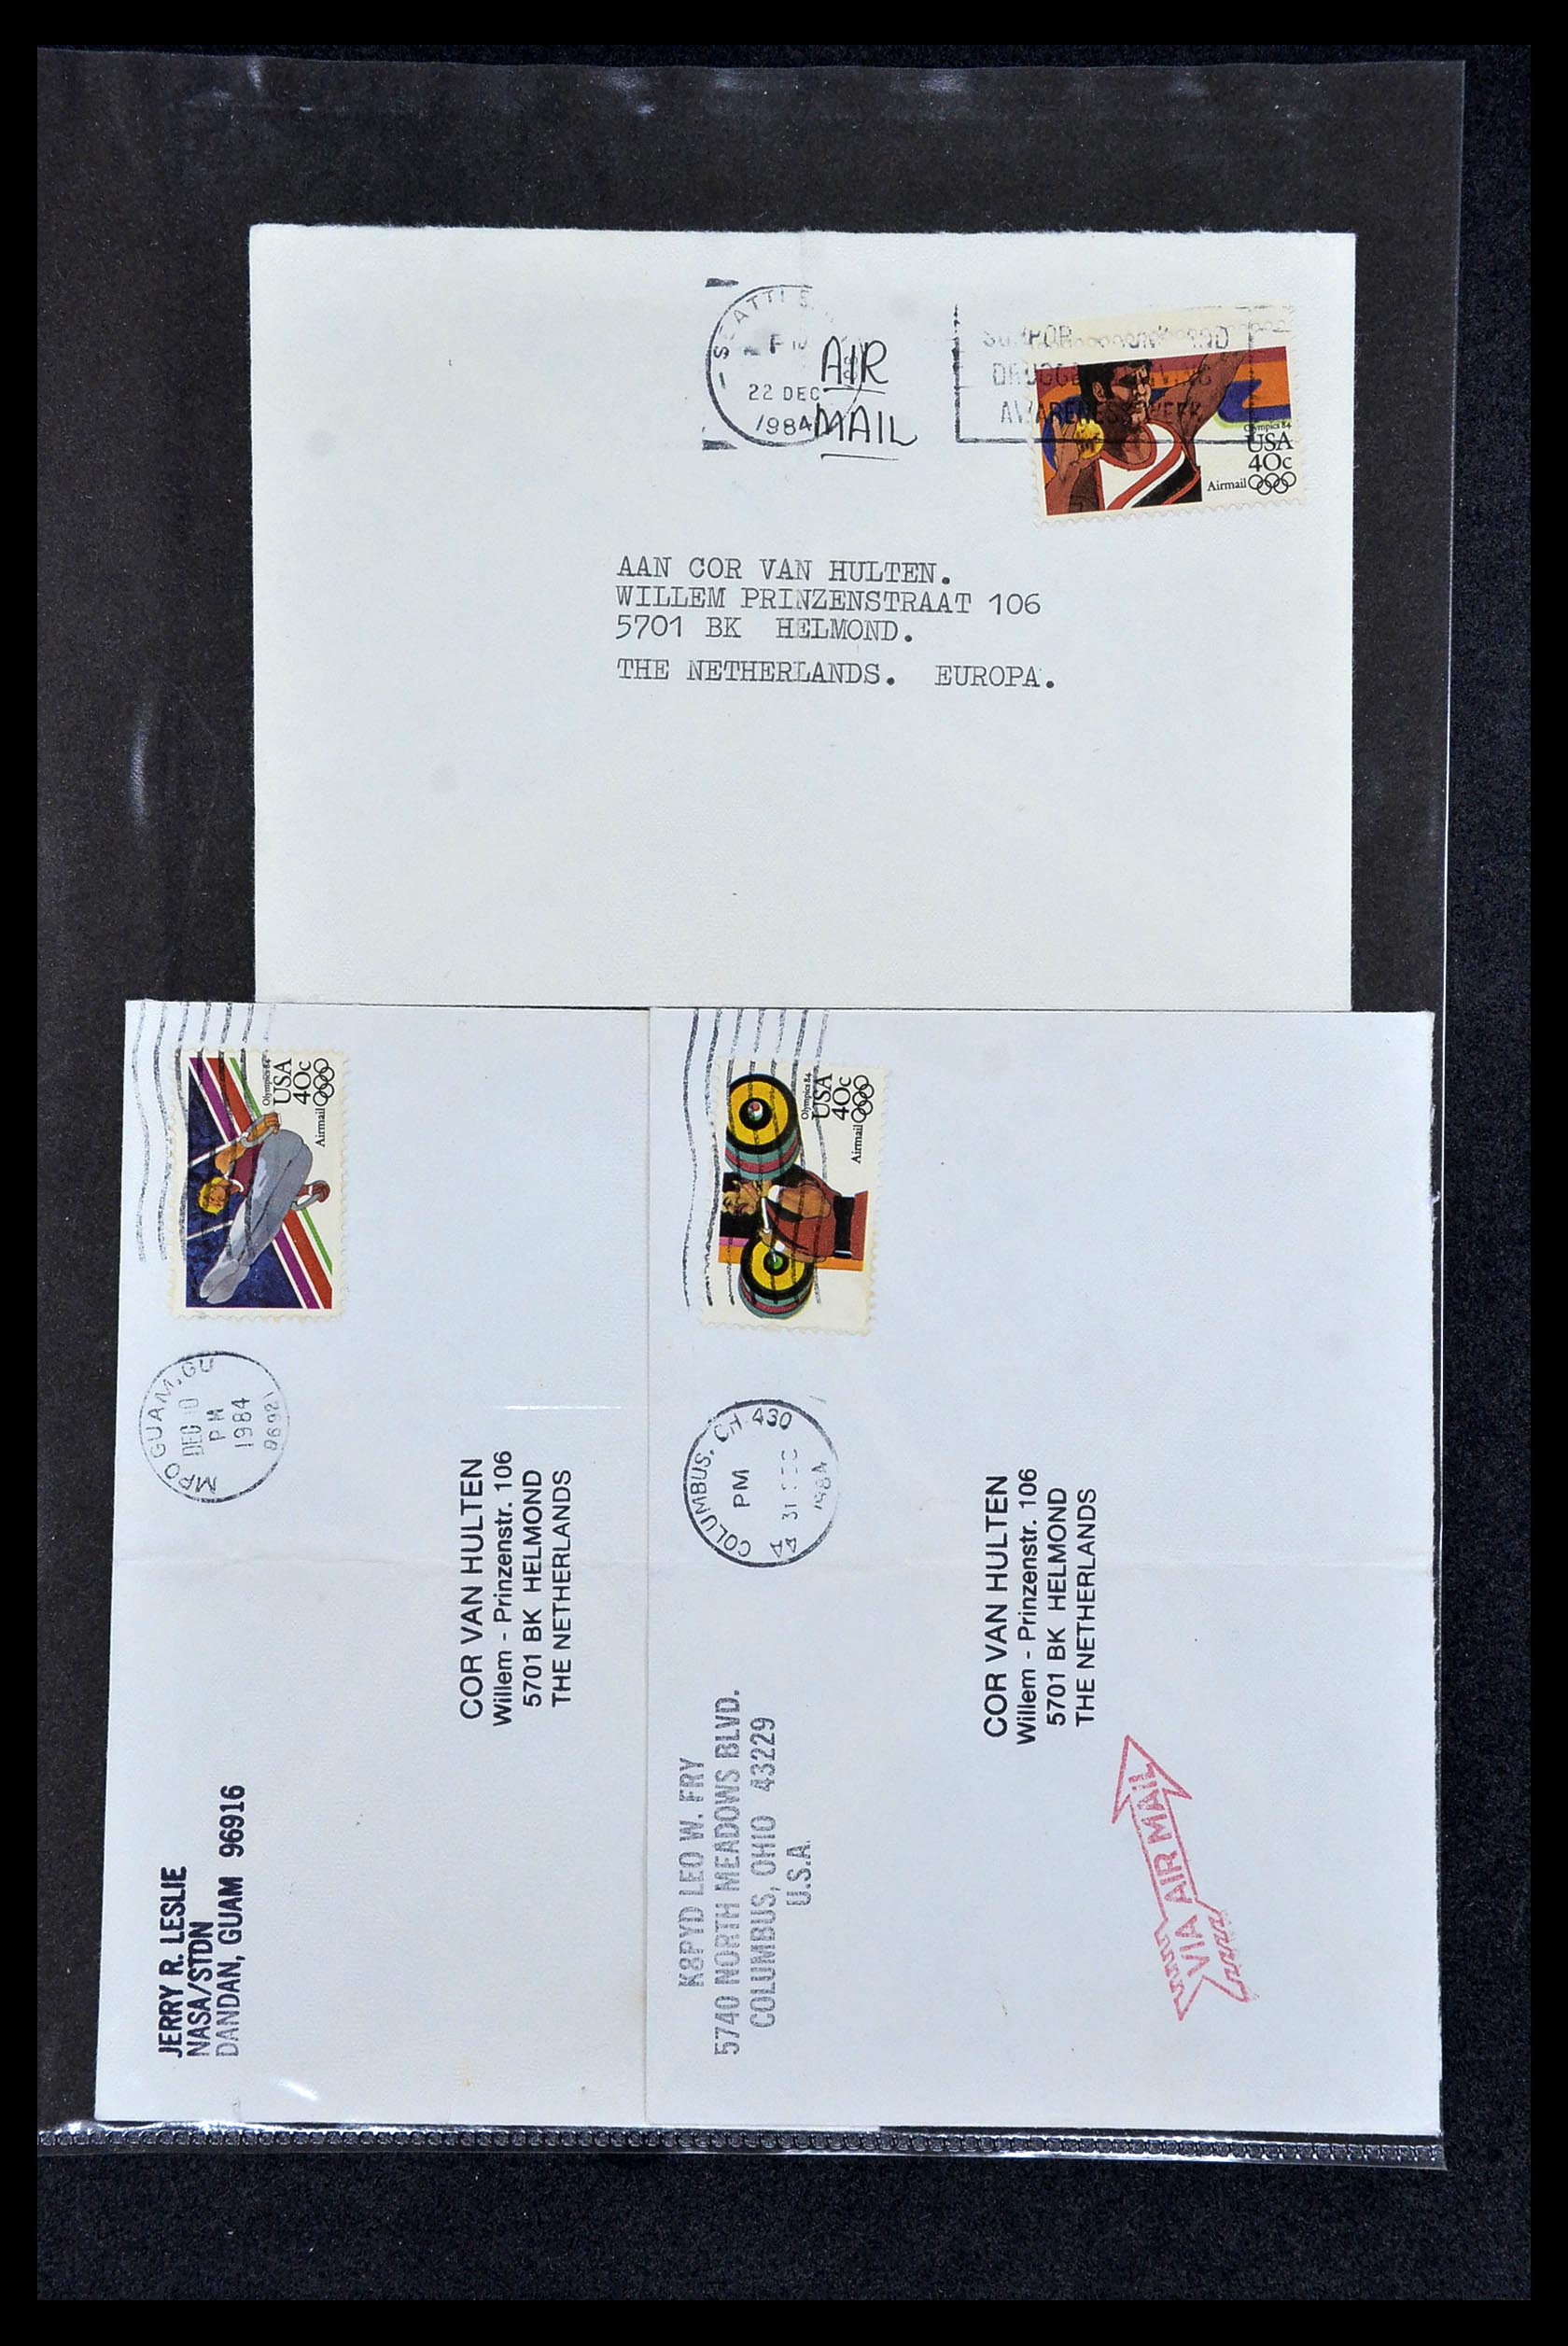 SEATTLE
22 DEC
1984
AIR
MAIL
DRUGGED DRIVING
AWARENESS WEEK
Olympics 84
USA
40c
Airmail
AAN COR VAN HULTEN.
WILLEM PRINZENSTRAAT 106
5701 BK HELMOND.
THE NETHERLANDS. EUROPA.
Olympics 84
USA
40c
Airmail
MPO GUAM, GU
DEC
PM
1984
96921
COR VAN HULTEN
Willem - Prinzenstr. 106
5701 BK HELMOND
THE NETHERLANDS
JERRY R. LESLIE
NASA/STDN
DANDAN, GUAM 96916
Olympics 84
USA
40c
Airmail
COLUMBUS, OH 430
PM
31 DEC
1984
COR VAN HULTEN
Willem - Prinzenstr. 106
5701 BK HELMOND
THE NETHERLANDS
K8PYD LEO W. FRY
5740 NORTH MEADOWS BLVD.
COLUMBUS, OHIO 43229
U.S.A.
VIA AIR MAIL